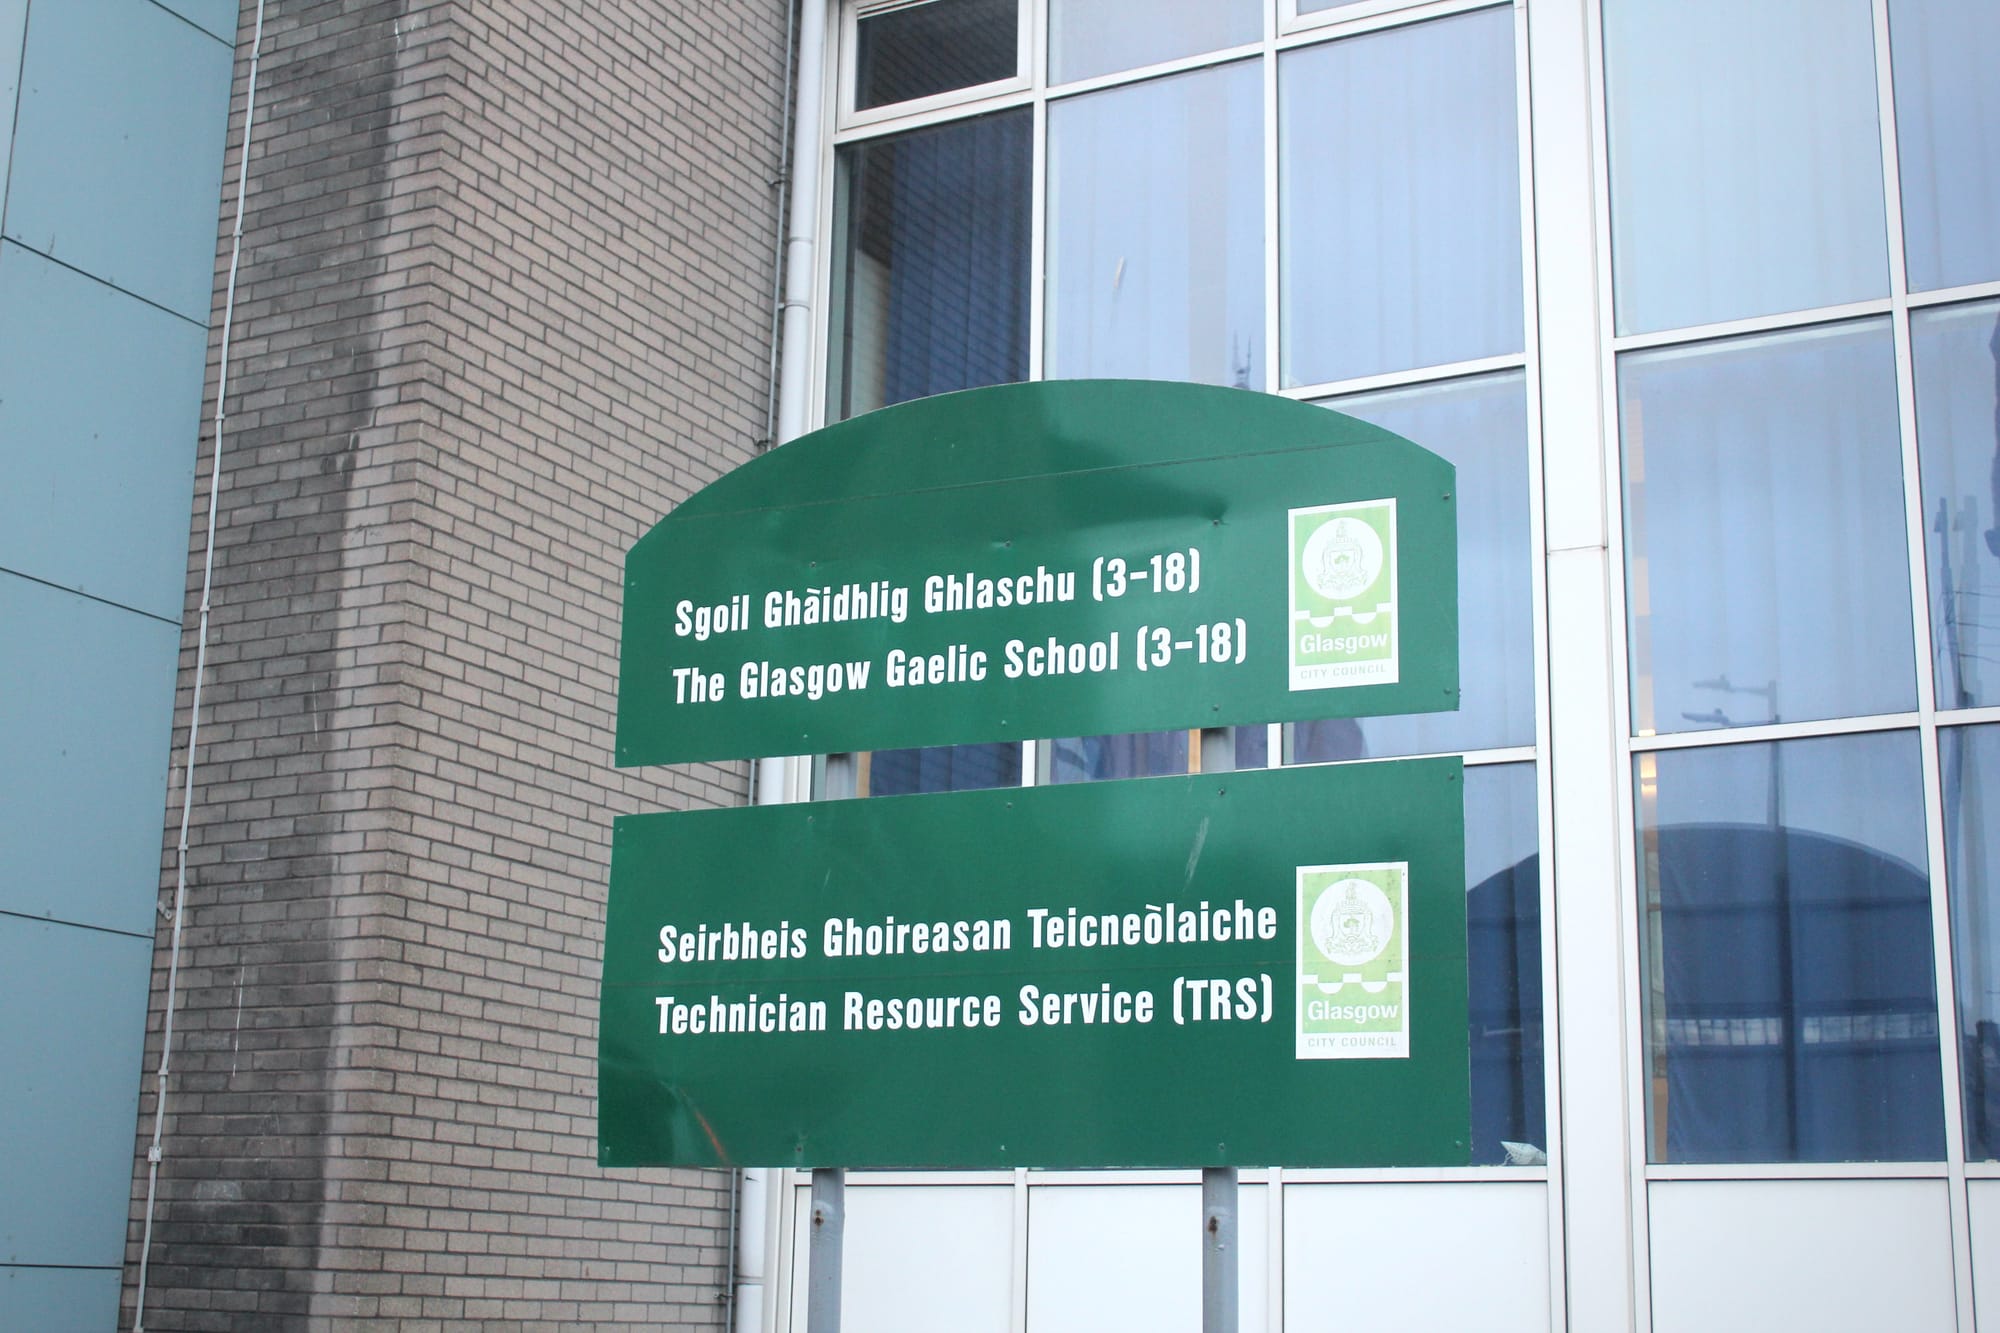 Sgoil Ghàidhlig Ghlaschu (3-18)
The Glasgow Gaelic School (3-18)
Glasgow
CITY COUNCIL
Seirbheis Ghoireasan Teicneòlaiche
Technician Resource Service (TRS)
Glasgow
CITY COUNCIL